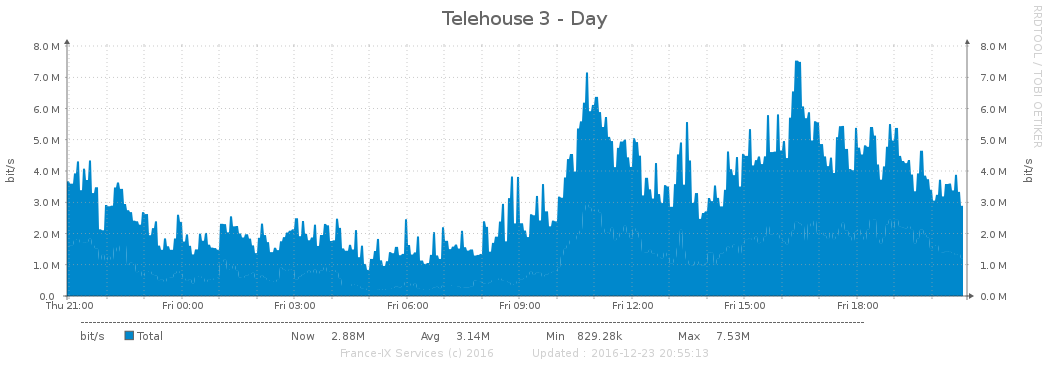 Telehouse 3 - Day
RRDTOOL / TOBI OETIKER
bit/s
8.0 M 8.0 M
7.0 M 7.0 M
6.0 M 6.0 M
5.0 M 5.0 M
4.0 M 4.0 M
3.0 M 3.0 M
2.0 M 2.0 M
1.0 M 1.0 M
0.0 0.0 M
bit/s
Thu 21:00 Fri 00:00 Fri 03:00 Fri 06:00 Fri 09:00 Fri 12:00 Fri 15:00 Fri 18:00
bit/s Total Now 2.88M Avg 3.14M Min 829.28k Max 7.53M
France-IX Services (c) 2016 Updated : 2016-12-23 20:55:13